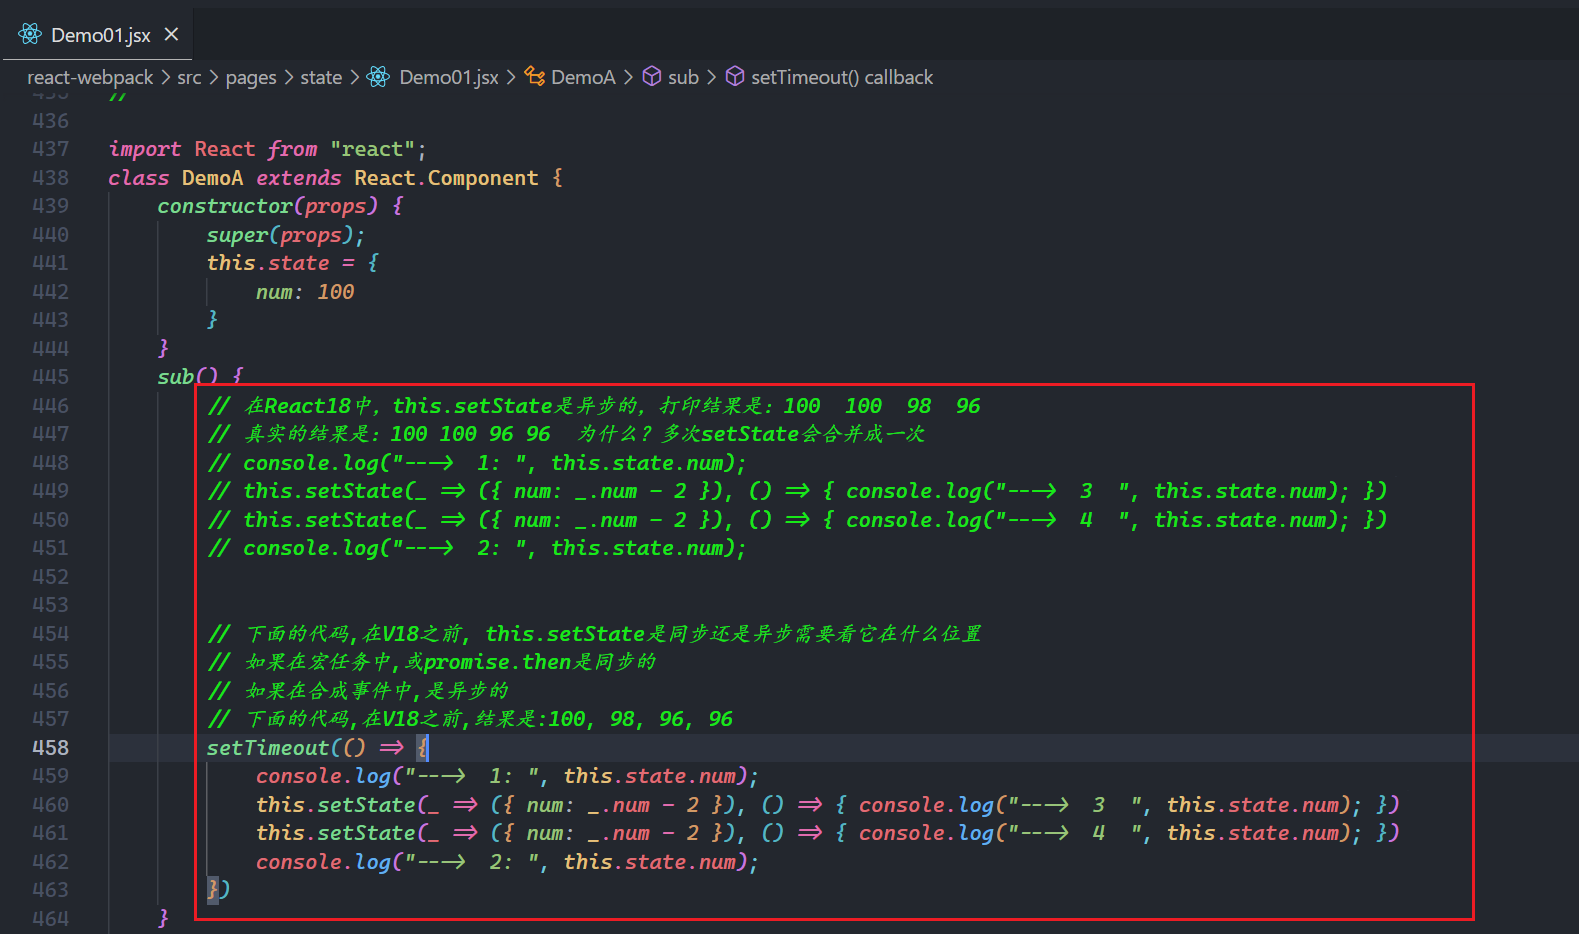 Demo01.jsx
react-webpack > src > pages > state > Demo01.jsx > DemoA > sub > setTimeout() callback
//
436
437 import React from "react";
438 class DemoA extends React.Component {
439 constructor(props) {
440 super(props);
441 this.state = {
442 num: 100
443 }
444 }
445 sub() {
446 // 在React18中，this.setState是异步的，打印结果是：100  100  98  96
447 // 真实的结果是：100 100 96 96  为什么？多次setState会合并成一次
448 // console.log("--->  1: ", this.state.num);
449 // this.setState(_ => ({ num: _.num - 2 }), () => { console.log("--->  3  ", this.state.num); })
450 // this.setState(_ => ({ num: _.num - 2 }), () => { console.log("--->  4  ", this.state.num); })
451 // console.log("--->  2: ", this.state.num);
452
453
454 // 下面的代码,在V18之前, this.setState是同步还是异步需要看它在什么位置
455 // 如果在宏任务中,或promise.then是同步的
456 // 如果在合成事件中,是异步的
457 // 下面的代码,在V18之前,结果是:100, 98, 96, 96
458 setTimeout(() => {
459 console.log("--->  1: ", this.state.num);
460 this.setState(_ => ({ num: _.num - 2 }), () => { console.log("--->  3  ", this.state.num); })
461 this.setState(_ => ({ num: _.num - 2 }), () => { console.log("--->  4  ", this.state.num); })
462 console.log("--->  2: ", this.state.num);
463 })
464 }